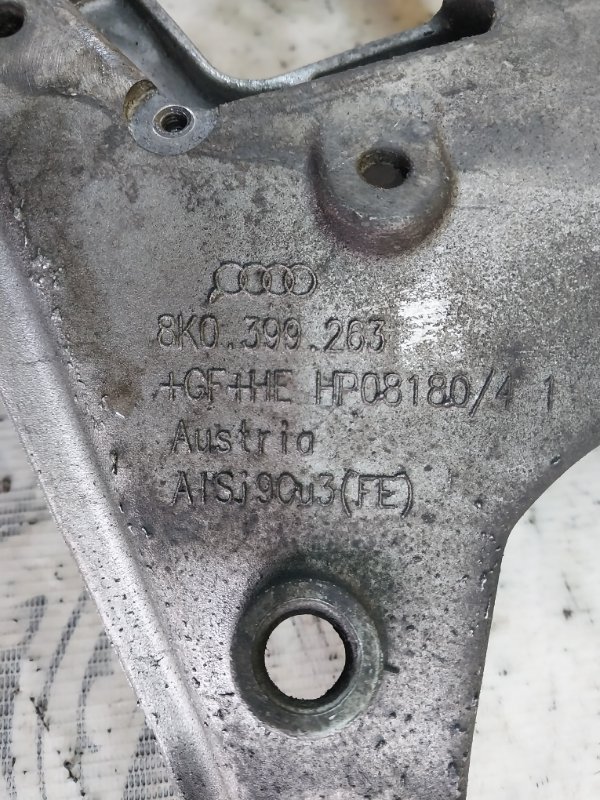 8K0.399.263
+GF+HE HP08180/4 1
Austria
AlSi9Cu3(FE)